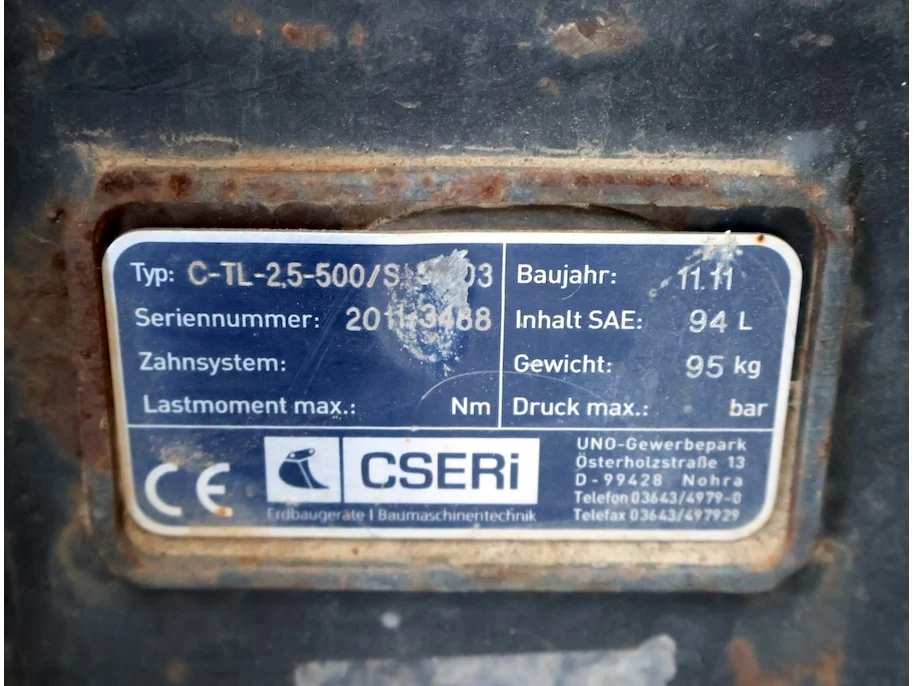 Typ: C-TL-2,5-500/S
Seriennummer: 2011-3488
Zahnsystem:
Lastmoment max.: Nm
Baujahr: 11.11
Inhalt SAE: 94 L
Gewicht: 95 kg
Druck max.: bar
CE
CSERi
Erdbaugeräte | Baumaschinentechnik
UNO-Gewerbepark
Österholzstraße 13
D-99428 Nohra
Telefon 03643/4979-0
Telefax 03643/497929